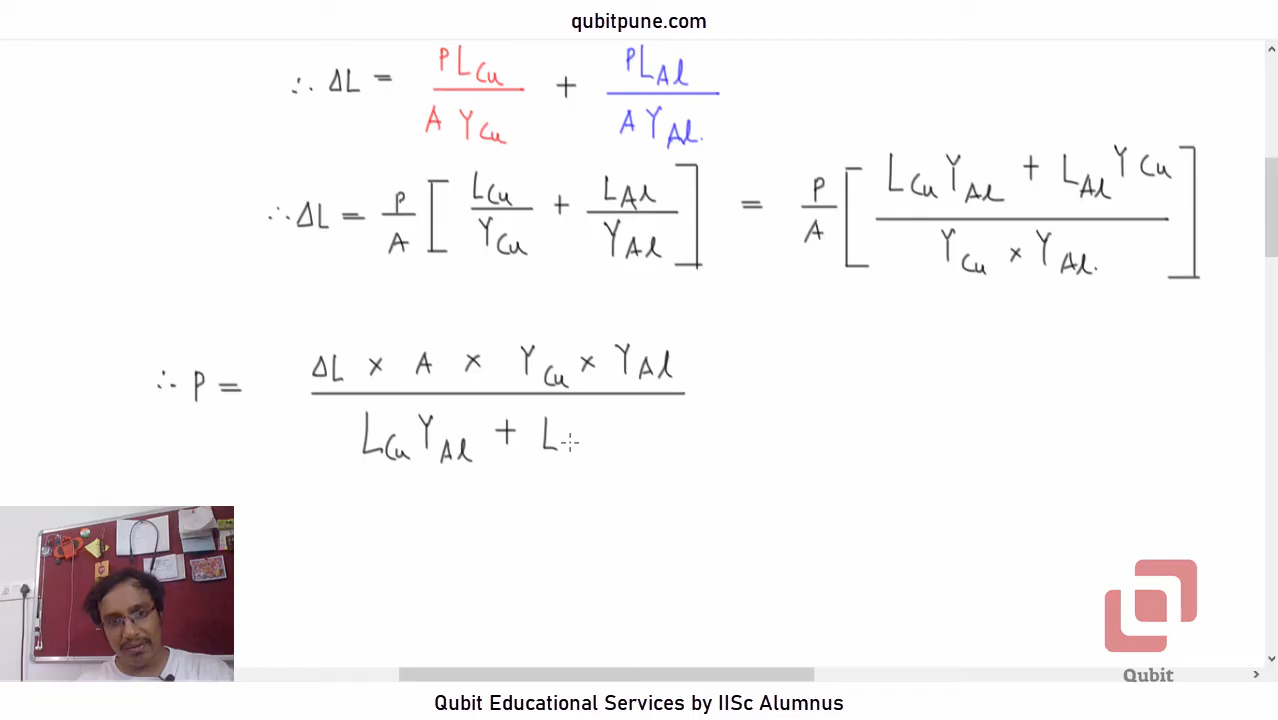 qubitpune.com
∴ ΔL = PL_Cu / A Y_Cu + PL_Al / A Y_Al.
∴ ΔL = P/A [ L_Cu / Y_Cu + L_Al / Y_Al ] = P/A [ (L_Cu Y_Al + L_Al Y_Cu) / (Y_Cu × Y_Al.) ]
∴ P = (ΔL × A × Y_Cu × Y_Al) / (L_Cu Y_Al + L
Qubit
Qubit Educational Services by IISc Alumnus